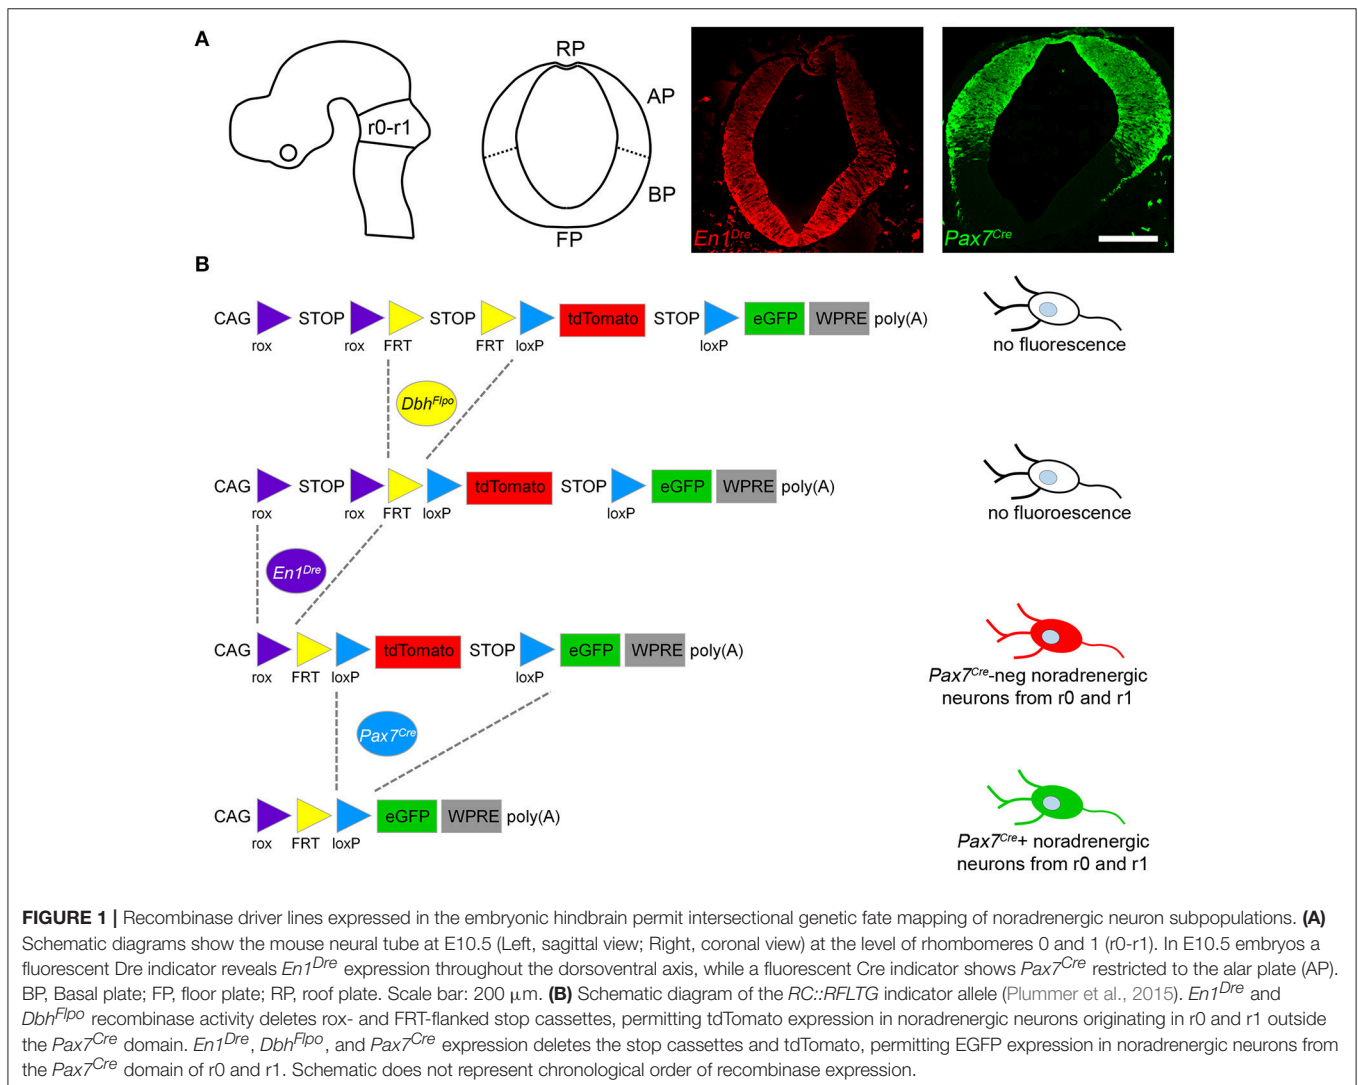 A
r0-r1
RP
AP
BP
FP
En1Dre
Pax7Cre
B
CAG STOP STOP tdTomato STOP eGFP WPRE poly(A)
rox rox FRT FRT loxP loxP
no fluorescence
DbhFlpo
CAG STOP tdTomato STOP eGFP WPRE poly(A)
rox rox FRT loxP loxP
no fluoroescence
En1Dre
CAG tdTomato STOP eGFP WPRE poly(A)
rox FRT loxP loxP
Pax7Cre-neg noradrenergic
neurons from r0 and r1
Pax7Cre
CAG eGFP WPRE poly(A)
rox FRT loxP
Pax7Cre+ noradrenergic
neurons from r0 and r1
FIGURE 1 | Recombinase driver lines expressed in the embryonic hindbrain permit intersectional genetic fate mapping of noradrenergic neuron subpopulations. (A)
Schematic diagrams show the mouse neural tube at E10.5 (Left, sagittal view; Right, coronal view) at the level of rhombomeres 0 and 1 (r0-r1). In E10.5 embryos a
fluorescent Dre indicator reveals En1Dre expression throughout the dorsoventral axis, while a fluorescent Cre indicator shows Pax7Cre restricted to the alar plate (AP).
BP, Basal plate; FP, floor plate; RP, roof plate. Scale bar: 200 μm. (B) Schematic diagram of the RC::RFLTG indicator allele (Plummer et al., 2015). En1Dre and
DbhFlpo recombinase activity deletes rox- and FRT-flanked stop cassettes, permitting tdTomato expression in noradrenergic neurons originating in r0 and r1 outside
the Pax7Cre domain. En1Dre, DbhFlpo, and Pax7Cre expression deletes the stop cassettes and tdTomato, permitting EGFP expression in noradrenergic neurons from
the Pax7Cre domain of r0 and r1. Schematic does not represent chronological order of recombinase expression.